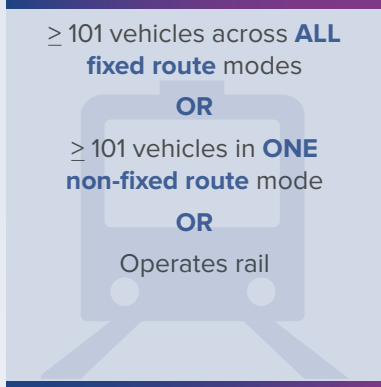 ≥ 101 vehicles across ALL
fixed route modes
OR
≥ 101 vehicles in ONE
non-fixed route mode
OR
Operates rail